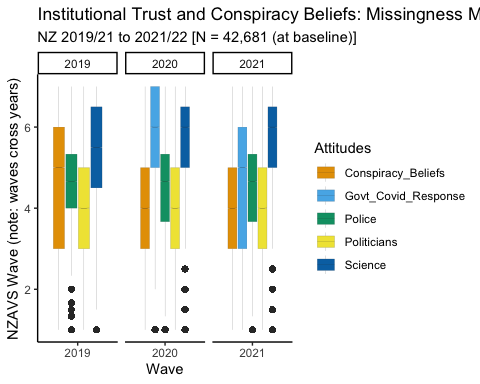 Institutional Trust and Conspiracy Beliefs: Missingness M
NZ 2019/21 to 2021/22 [N = 42,681 (at baseline)]
2019
2020
2021
NZAVS Wave (note: waves cross years)
6
4
2
2019
2020
2021
Wave
Attitudes
Conspiracy_Beliefs
Govt_Covid_Response
Police
Politicians
Science